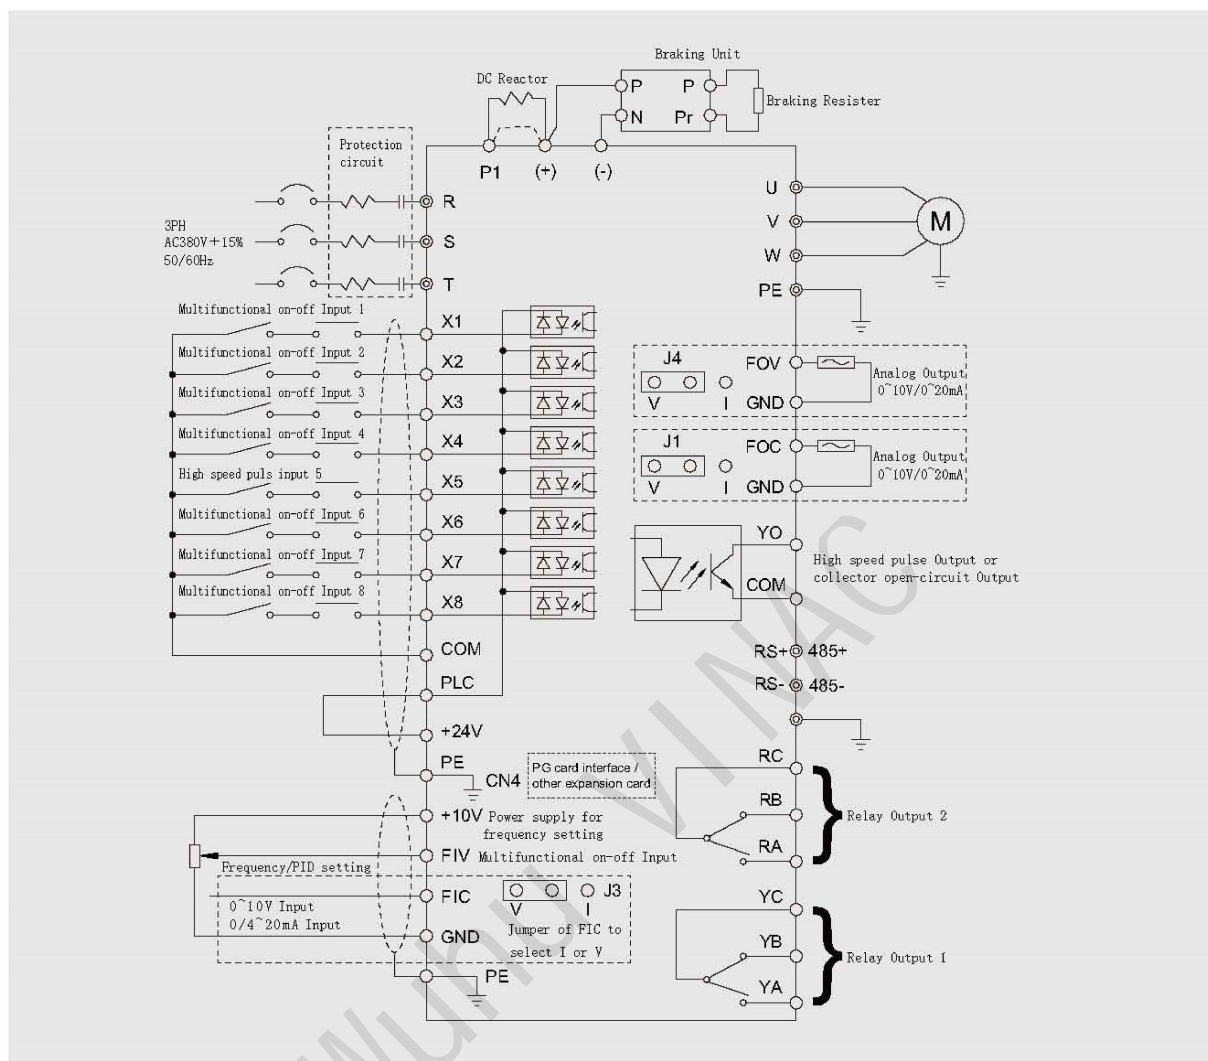 Braking Unit
DC Reactor
P P
N Pr
Braking Resister
Protection
circuit
P1 (+) (-)
R
S
T
3PH
AC380V+15%
50/60Hz
U
V
W
PE
M
Multifunctional on-off Input 1
X1
Multifunctional on-off Input 2
X2
Multifunctional on-off Input 3
X3
Multifunctional on-off Input 4
X4
High speed puls input 5
X5
Multifunctional on-off Input 6
X6
Multifunctional on-off Input 7
X7
Multifunctional on-off Input 8
X8
COM
PLC
+24V
PE
J4
V I
FOV
GND
Analog Output
0~10V/0~20mA
J1
V I
FOC
GND
Analog Output
0~10V/0~20mA
YO
COM
High speed pulse Output or
collector open-circuit Output
RS+ 485+
RS- 485-
CN4
PG card interface /
other expansion card
RC
RB
RA
Relay Output 2
+10V
Power supply for
frequency setting
FIV
Multifunctional on-off Input
Frequency/PID setting
FIC
0~10V Input
0/4~20mA Input
GND
J3
V I
Jumper of FIC to
select I or V
PE
YC
YB
YA
Relay Output 1
Wuhu VI NAC